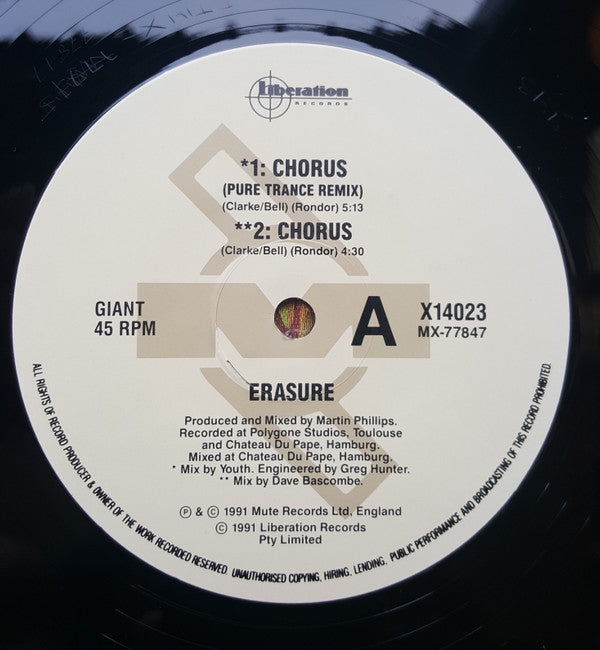 Liberation
RECORDS
*1: CHORUS
(PURE TRANCE REMIX)
(Clarke/Bell) (Rondor) 5:13
**2: CHORUS
(Clarke/Bell) (Rondor) 4:30
GIANT
45 RPM
A
X14023
MX-77847
ERASURE
Produced and Mixed by Martin Phillips.
Recorded at Polygone Studios, Toulouse
and Chateau Du Pape, Hamburg.
Mixed at Chateau Du Pape, Hamburg.
* Mix by Youth. Engineered by Greg Hunter.
** Mix by Dave Bascombe.
Ⓟ & © 1991 Mute Records Ltd, England
© 1991 Liberation Records
Pty Limited
ALL RIGHTS OF RECORD PRODUCER & OWNER OF THE WORK RECORDED RESERVED. UNAUTHORISED COPYING, HIRING, LENDING, PUBLIC PERFORMANCE AND BROADCASTING OF THIS RECORD PROHIBITED.